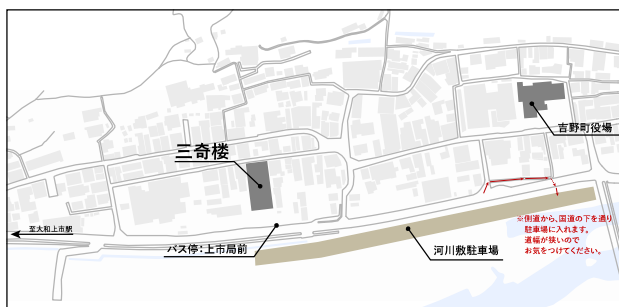 吉野町役場
三奇楼
至大和上市駅
バス停：上市局前
河川敷駐車場
※側道から、国道の下を通り
駐車場に入れます。
道幅が狭いので
お気をつけてください。